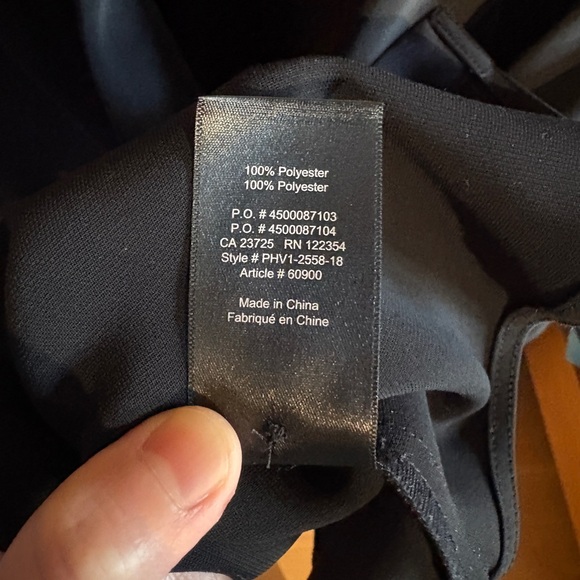 100% Polyester
100% Polyester
P.O. # 4500087103
P.O. # 4500087104
CA 23725 RN 122354
Style # PHV1-2558-18
Article # 60900
Made in China
Fabriqué en Chine